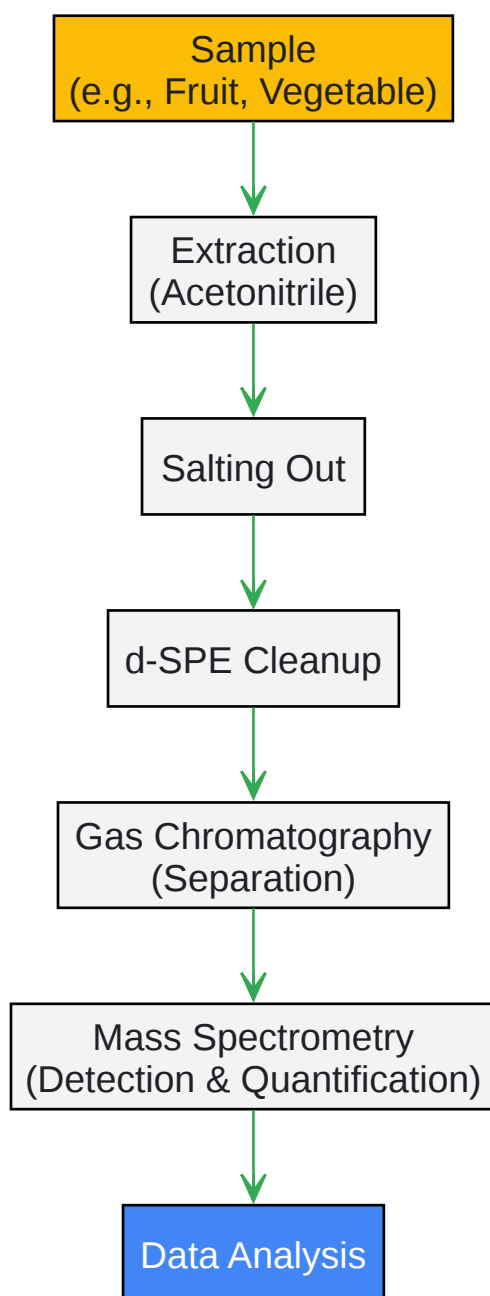 Sample
(e.g., Fruit, Vegetable)
Extraction
(Acetonitrile)
Salting Out
d-SPE Cleanup
Gas Chromatography
(Separation)
Mass Spectrometry
(Detection & Quantification)
Data Analysis